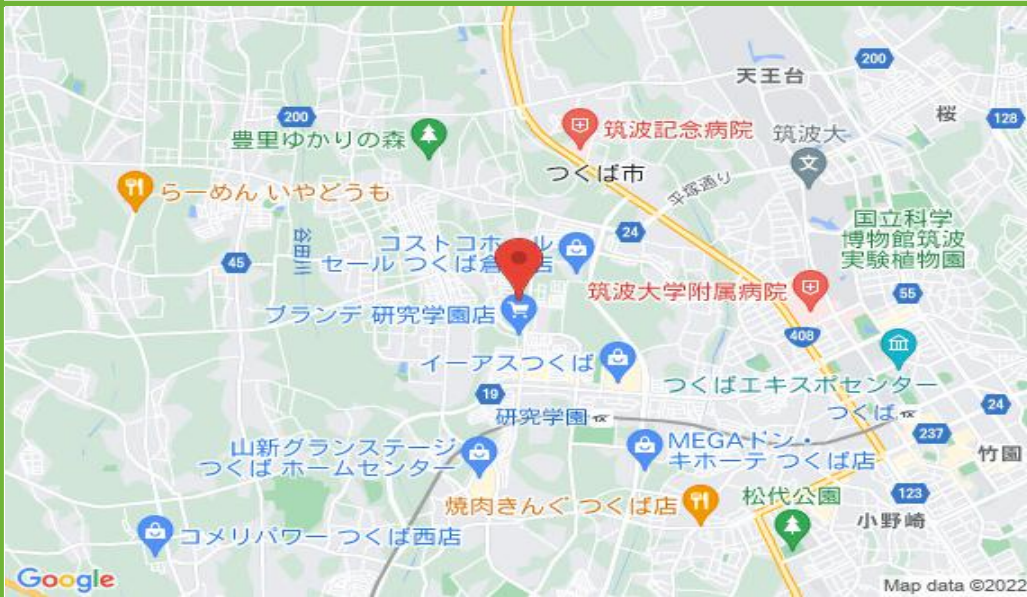 200
天王台
桜
128
200
豊里ゆかりの森
筑波記念病院
筑波大
つくば市
平塚通り
らーめん いやどうも
24
国立科学
博物館筑波
実験植物園
谷田川
45
コストコホ
ール
セール つくば倉
店
筑波大学附属病院
55
ブランデ 研究学園店
408
イーアスつくば
つくばエキスポセンター
19
24
研究学園
つくば
237
山新グランステージ
つくば ホームセンター
MEGAドン・
キホーテ つくば店
竹園
焼肉きんぐ つくば店
松代公園
123
小野崎
コメリパワー つくば西店
Google
Map data ©2022